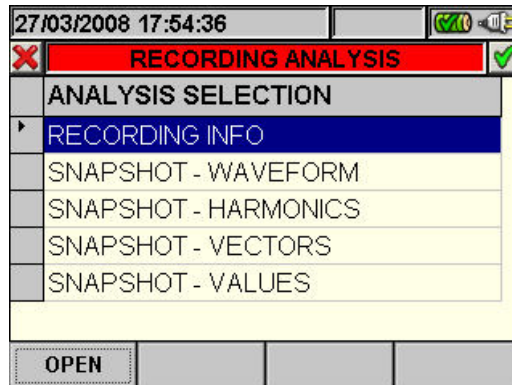 27/03/2008 17:54:36
RECORDING ANALYSIS
ANALYSIS SELECTION
RECORDING INFO
SNAPSHOT - WAVEFORM
SNAPSHOT - HARMONICS
SNAPSHOT - VECTORS
SNAPSHOT - VALUES
OPEN